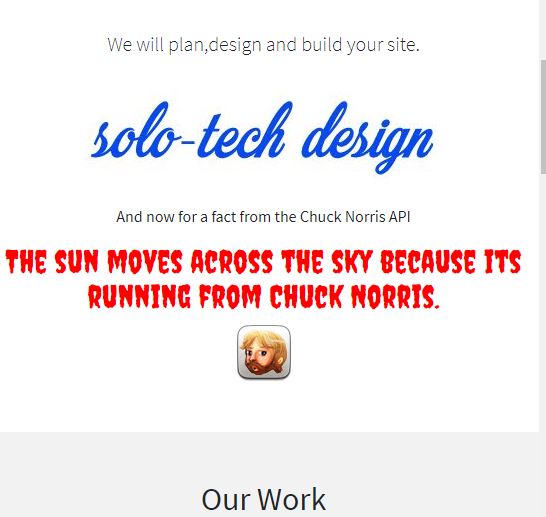 We will plan,design and build your site.
solo-tech design
And now for a fact from the Chuck Norris API
THE SUN MOVES ACROSS THE SKY BECAUSE ITS
RUNNING FROM CHUCK NORRIS.
Our Work